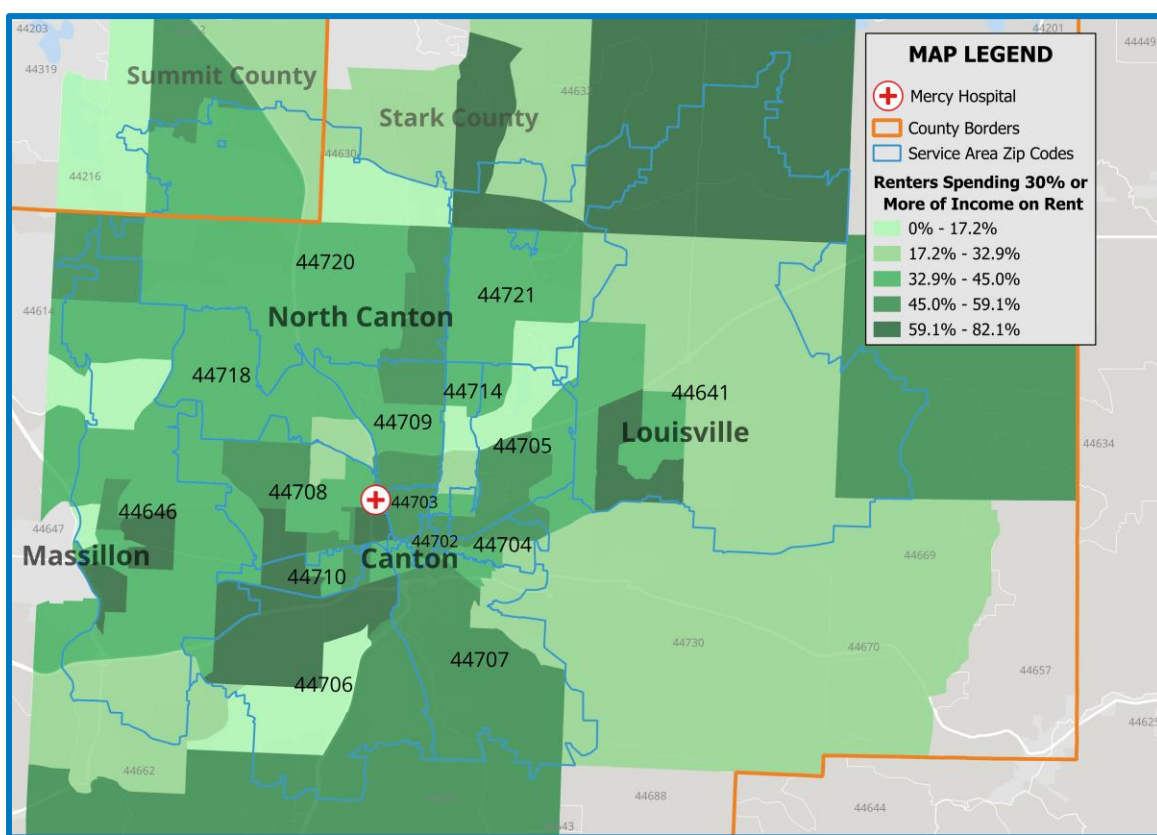 44203
44319
Summit County
44201
44449
MAP LEGEND
Mercy Hospital
County Borders
Service Area Zip Codes
Renters Spending 30% or
More of Income on Rent
0% - 17.2%
17.2% - 32.9%
32.9% - 45.0%
45.0% - 59.1%
59.1% - 82.1%
44632
Stark County
44630
44216
44720
44721
44614
North Canton
44718
44714
44641
44709
Louisville
44705
44634
44708
44703
44646
44647
Massillon
44702
44704
Canton
44710
44669
44730
44670
44707
44657
44706
44625
44662
44688
44644